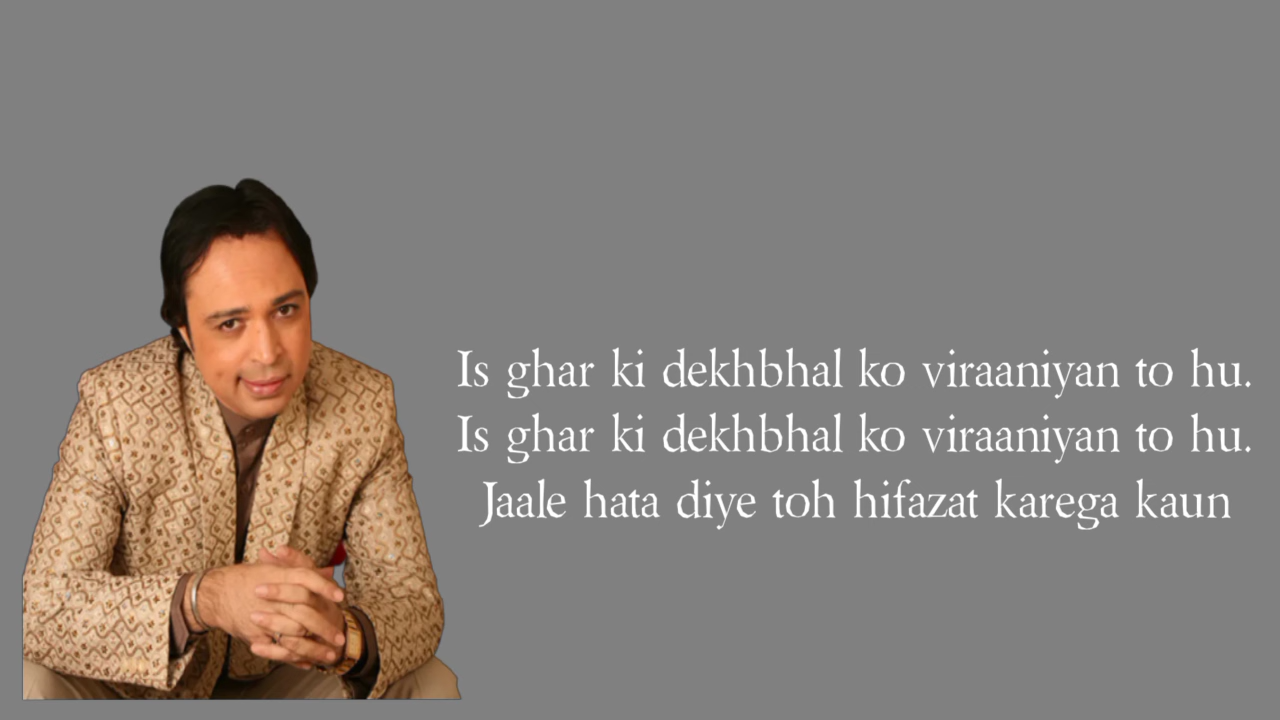 Is ghar ki dekhbhal ko viraaniyan to hu.
Is ghar ki dekhbhal ko viraaniyan to hu.
Jaale hata diye toh hifazat karega kaun